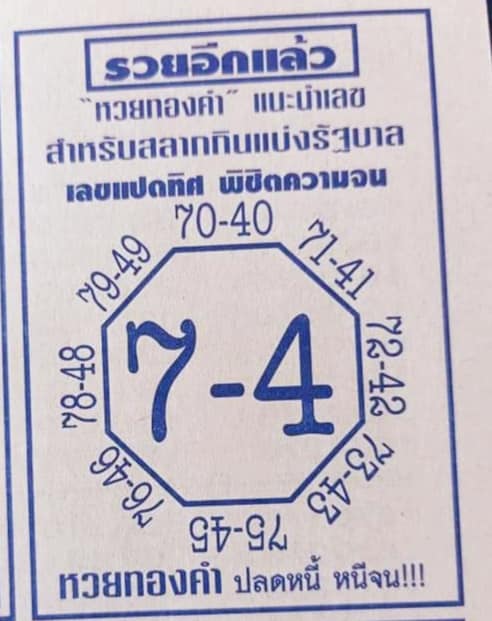 รวยอีกแล้ว
"หวยทองคำ" แนะนำเลข
สำหรับสลากกินแบ่งรัฐบาล
เลขแปดทิศ พิชิตความจน
70-40
71-41
72-42
73-43
75-45
76-46
78-48
79-49
7-4
หวยทองคำ ปลดหนี้ หนีจน!!!